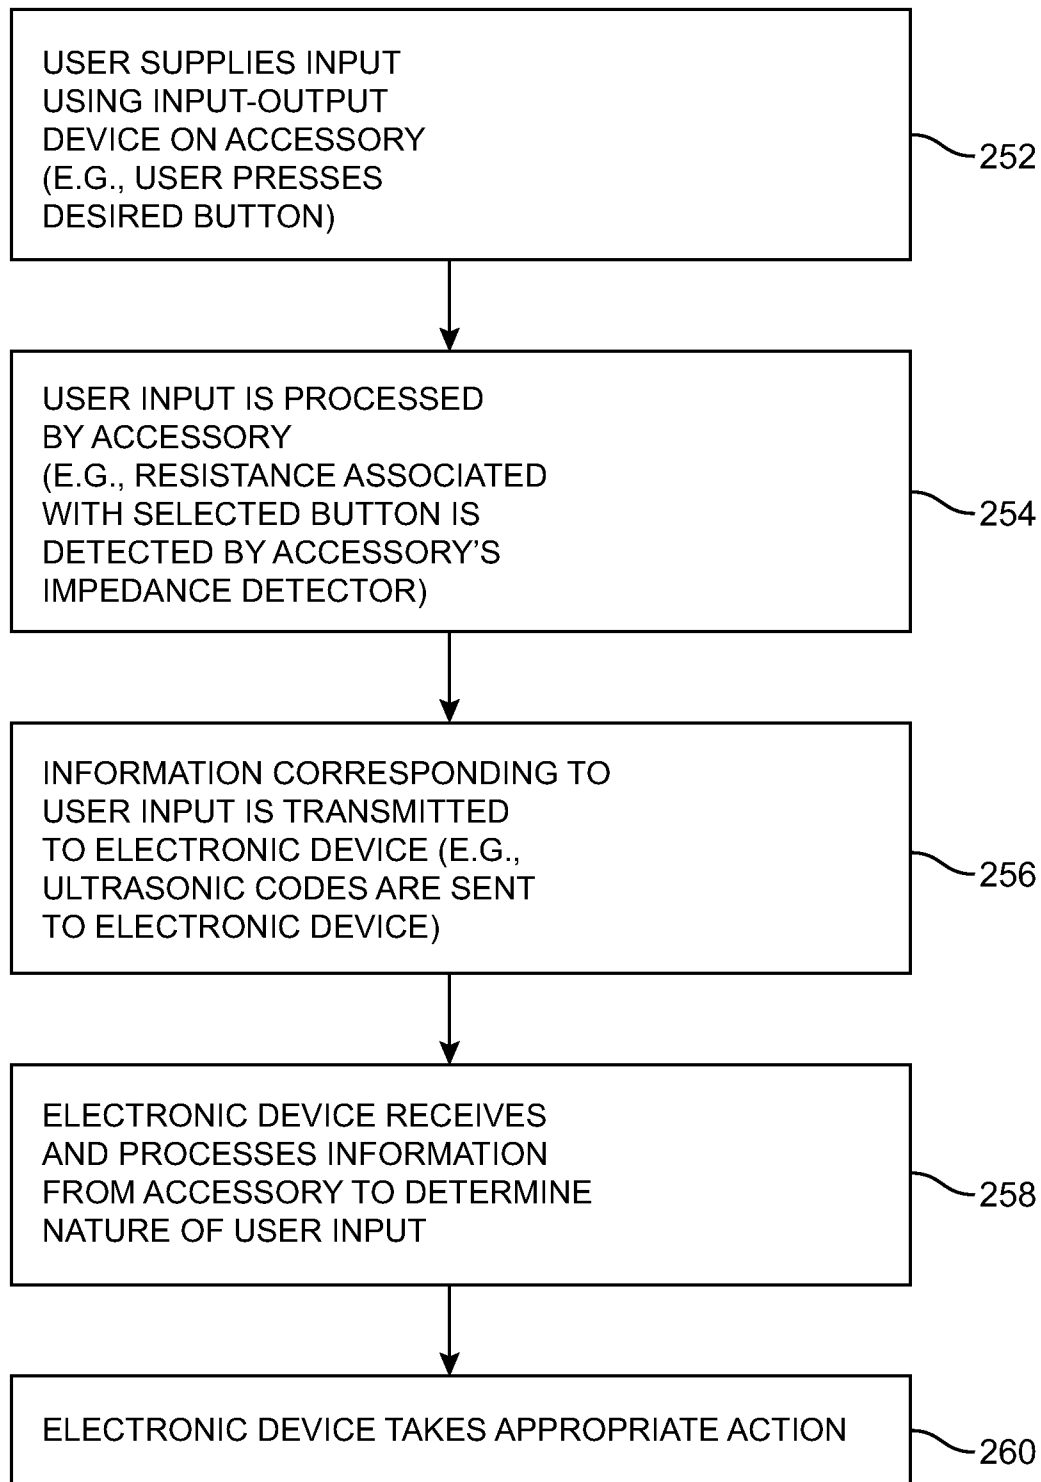 USER SUPPLIES INPUT
USING INPUT-OUTPUT
DEVICE ON ACCESSORY
(E.G., USER PRESSES
DESIRED BUTTON)
252
USER INPUT IS PROCESSED
BY ACCESSORY
(E.G., RESISTANCE ASSOCIATED
WITH SELECTED BUTTON IS
DETECTED BY ACCESSORY'S
IMPEDANCE DETECTOR)
254
INFORMATION CORRESPONDING TO
USER INPUT IS TRANSMITTED
TO ELECTRONIC DEVICE (E.G.,
ULTRASONIC CODES ARE SENT
TO ELECTRONIC DEVICE)
256
ELECTRONIC DEVICE RECEIVES
AND PROCESSES INFORMATION
FROM ACCESSORY TO DETERMINE
NATURE OF USER INPUT
258
ELECTRONIC DEVICE TAKES APPROPRIATE ACTION
260